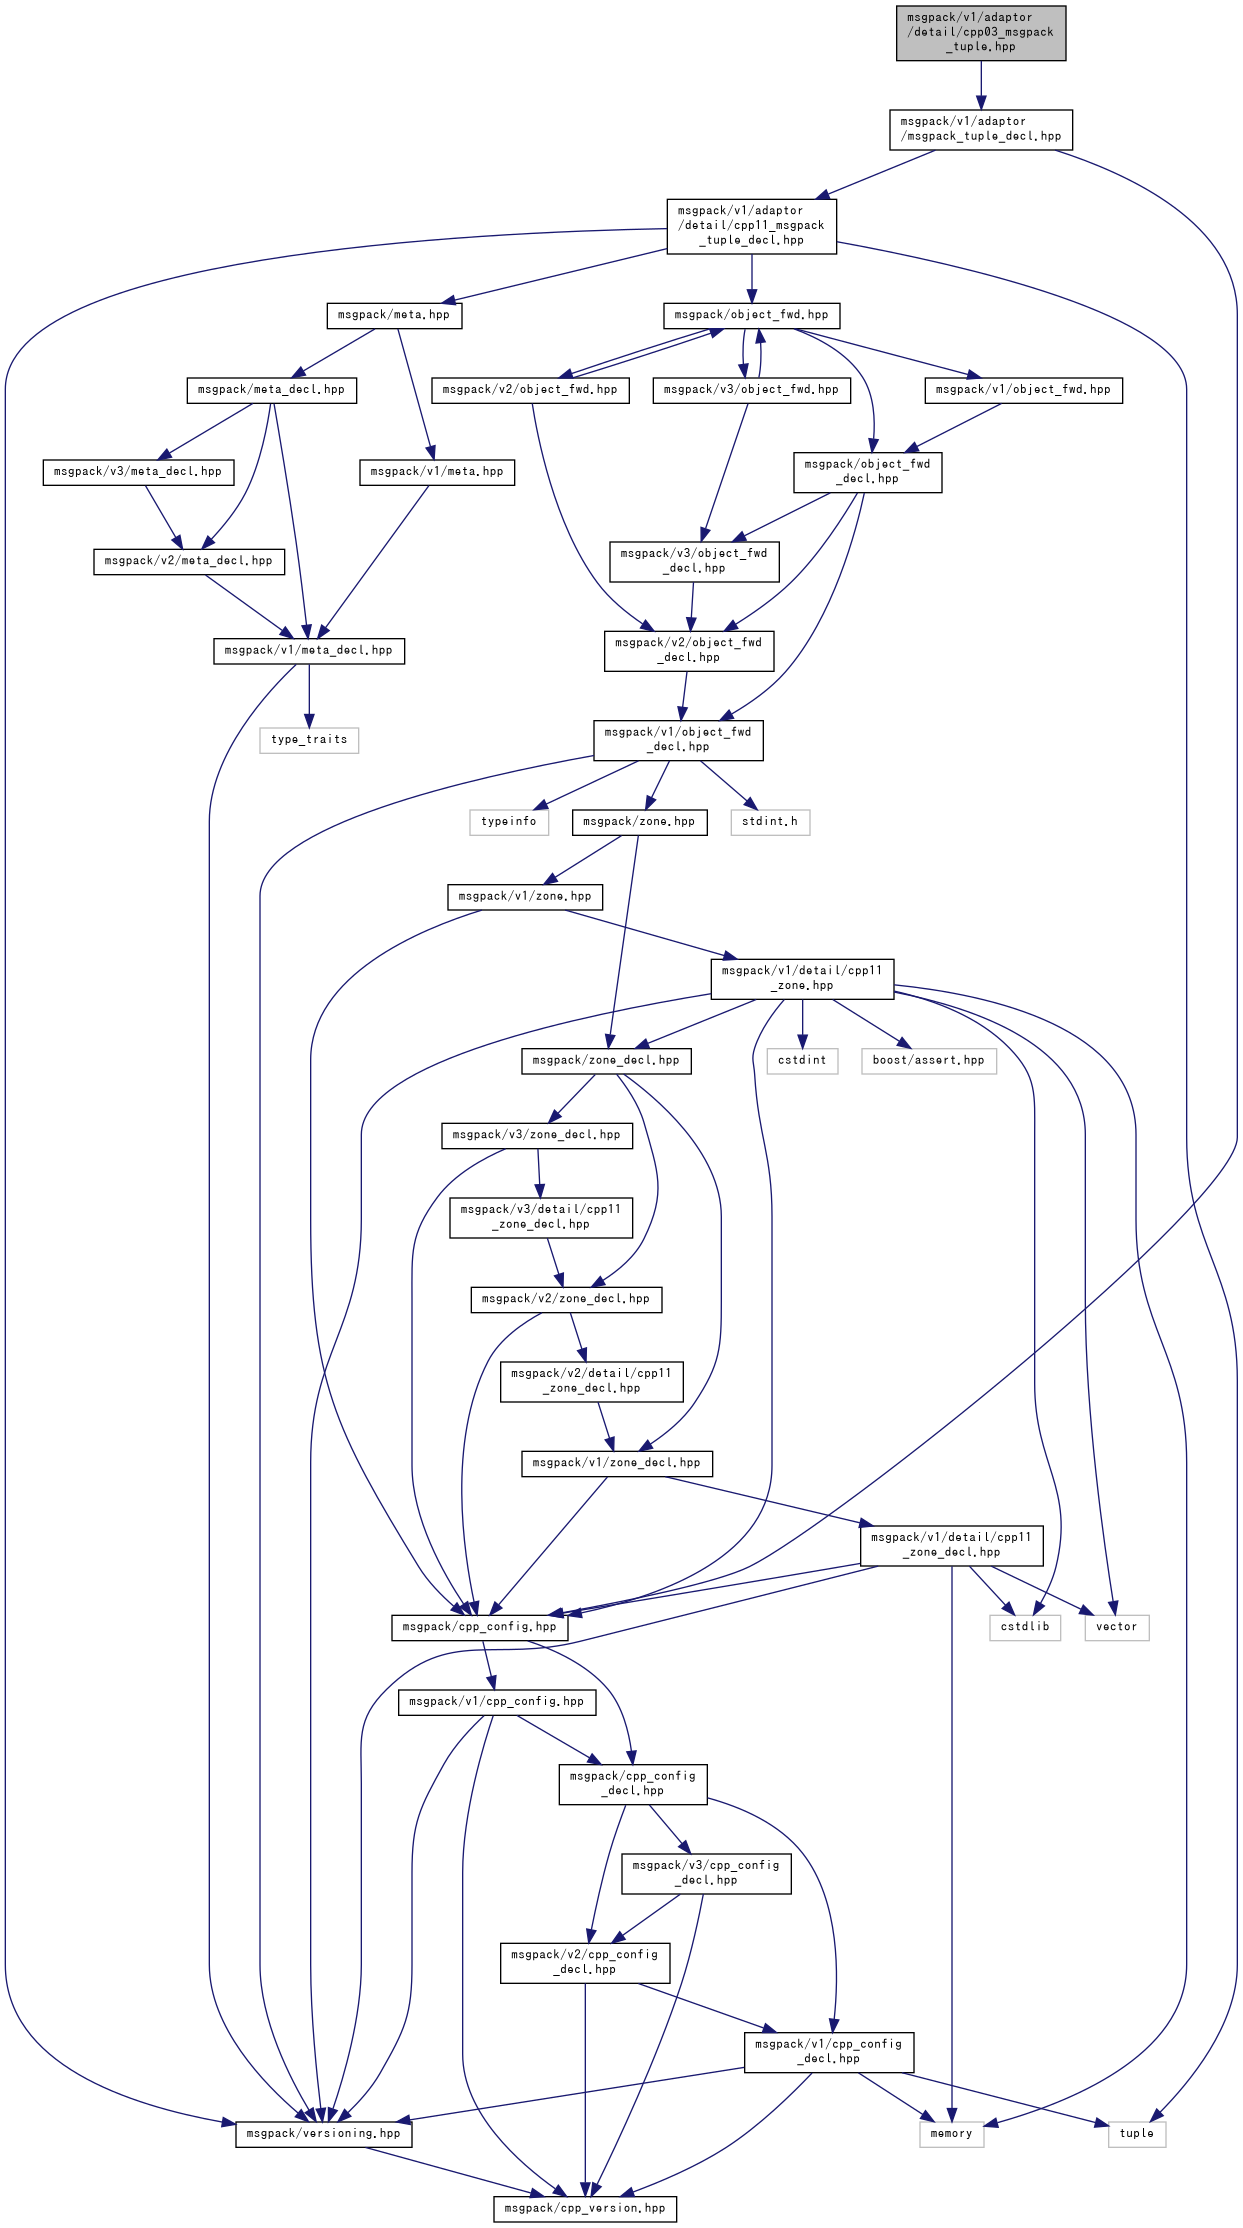 msgpack/v1/adaptor
/detail/cpp03_msgpack
_tuple.hpp
msgpack/v1/adaptor
/msgpack_tuple_decl.hpp
msgpack/v1/adaptor
/detail/cpp11_msgpack
_tuple_decl.hpp
msgpack/meta.hpp
msgpack/object_fwd.hpp
msgpack/meta_decl.hpp
msgpack/v2/object_fwd.hpp
msgpack/v3/object_fwd.hpp
msgpack/v1/object_fwd.hpp
msgpack/v3/meta_decl.hpp
msgpack/v1/meta.hpp
msgpack/object_fwd
_decl.hpp
msgpack/v2/meta_decl.hpp
msgpack/v3/object_fwd
_decl.hpp
msgpack/v1/meta_decl.hpp
msgpack/v2/object_fwd
_decl.hpp
type_traits
msgpack/v1/object_fwd
_decl.hpp
typeinfo
msgpack/zone.hpp
stdint.h
msgpack/v1/zone.hpp
msgpack/v1/detail/cpp11
_zone.hpp
msgpack/zone_decl.hpp
cstdint
boost/assert.hpp
msgpack/v3/zone_decl.hpp
msgpack/v3/detail/cpp11
_zone_decl.hpp
msgpack/v2/zone_decl.hpp
msgpack/v2/detail/cpp11
_zone_decl.hpp
msgpack/v1/zone_decl.hpp
msgpack/v1/detail/cpp11
_zone_decl.hpp
msgpack/cpp_config.hpp
cstdlib
vector
msgpack/v1/cpp_config.hpp
msgpack/cpp_config
_decl.hpp
msgpack/v3/cpp_config
_decl.hpp
msgpack/v2/cpp_config
_decl.hpp
msgpack/v1/cpp_config
_decl.hpp
msgpack/versioning.hpp
memory
tuple
msgpack/cpp_version.hpp